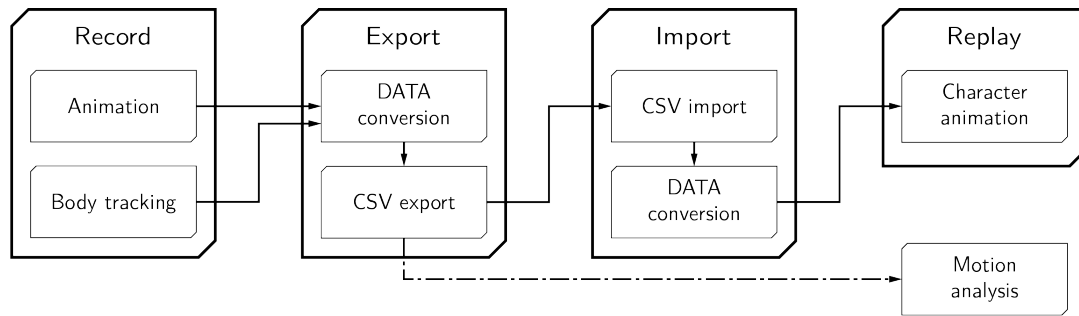 Record
Animation
Body tracking
Export
DATA
conversion
CSV export
Import
CSV import
DATA
conversion
Replay
Character
animation
Motion
analysis